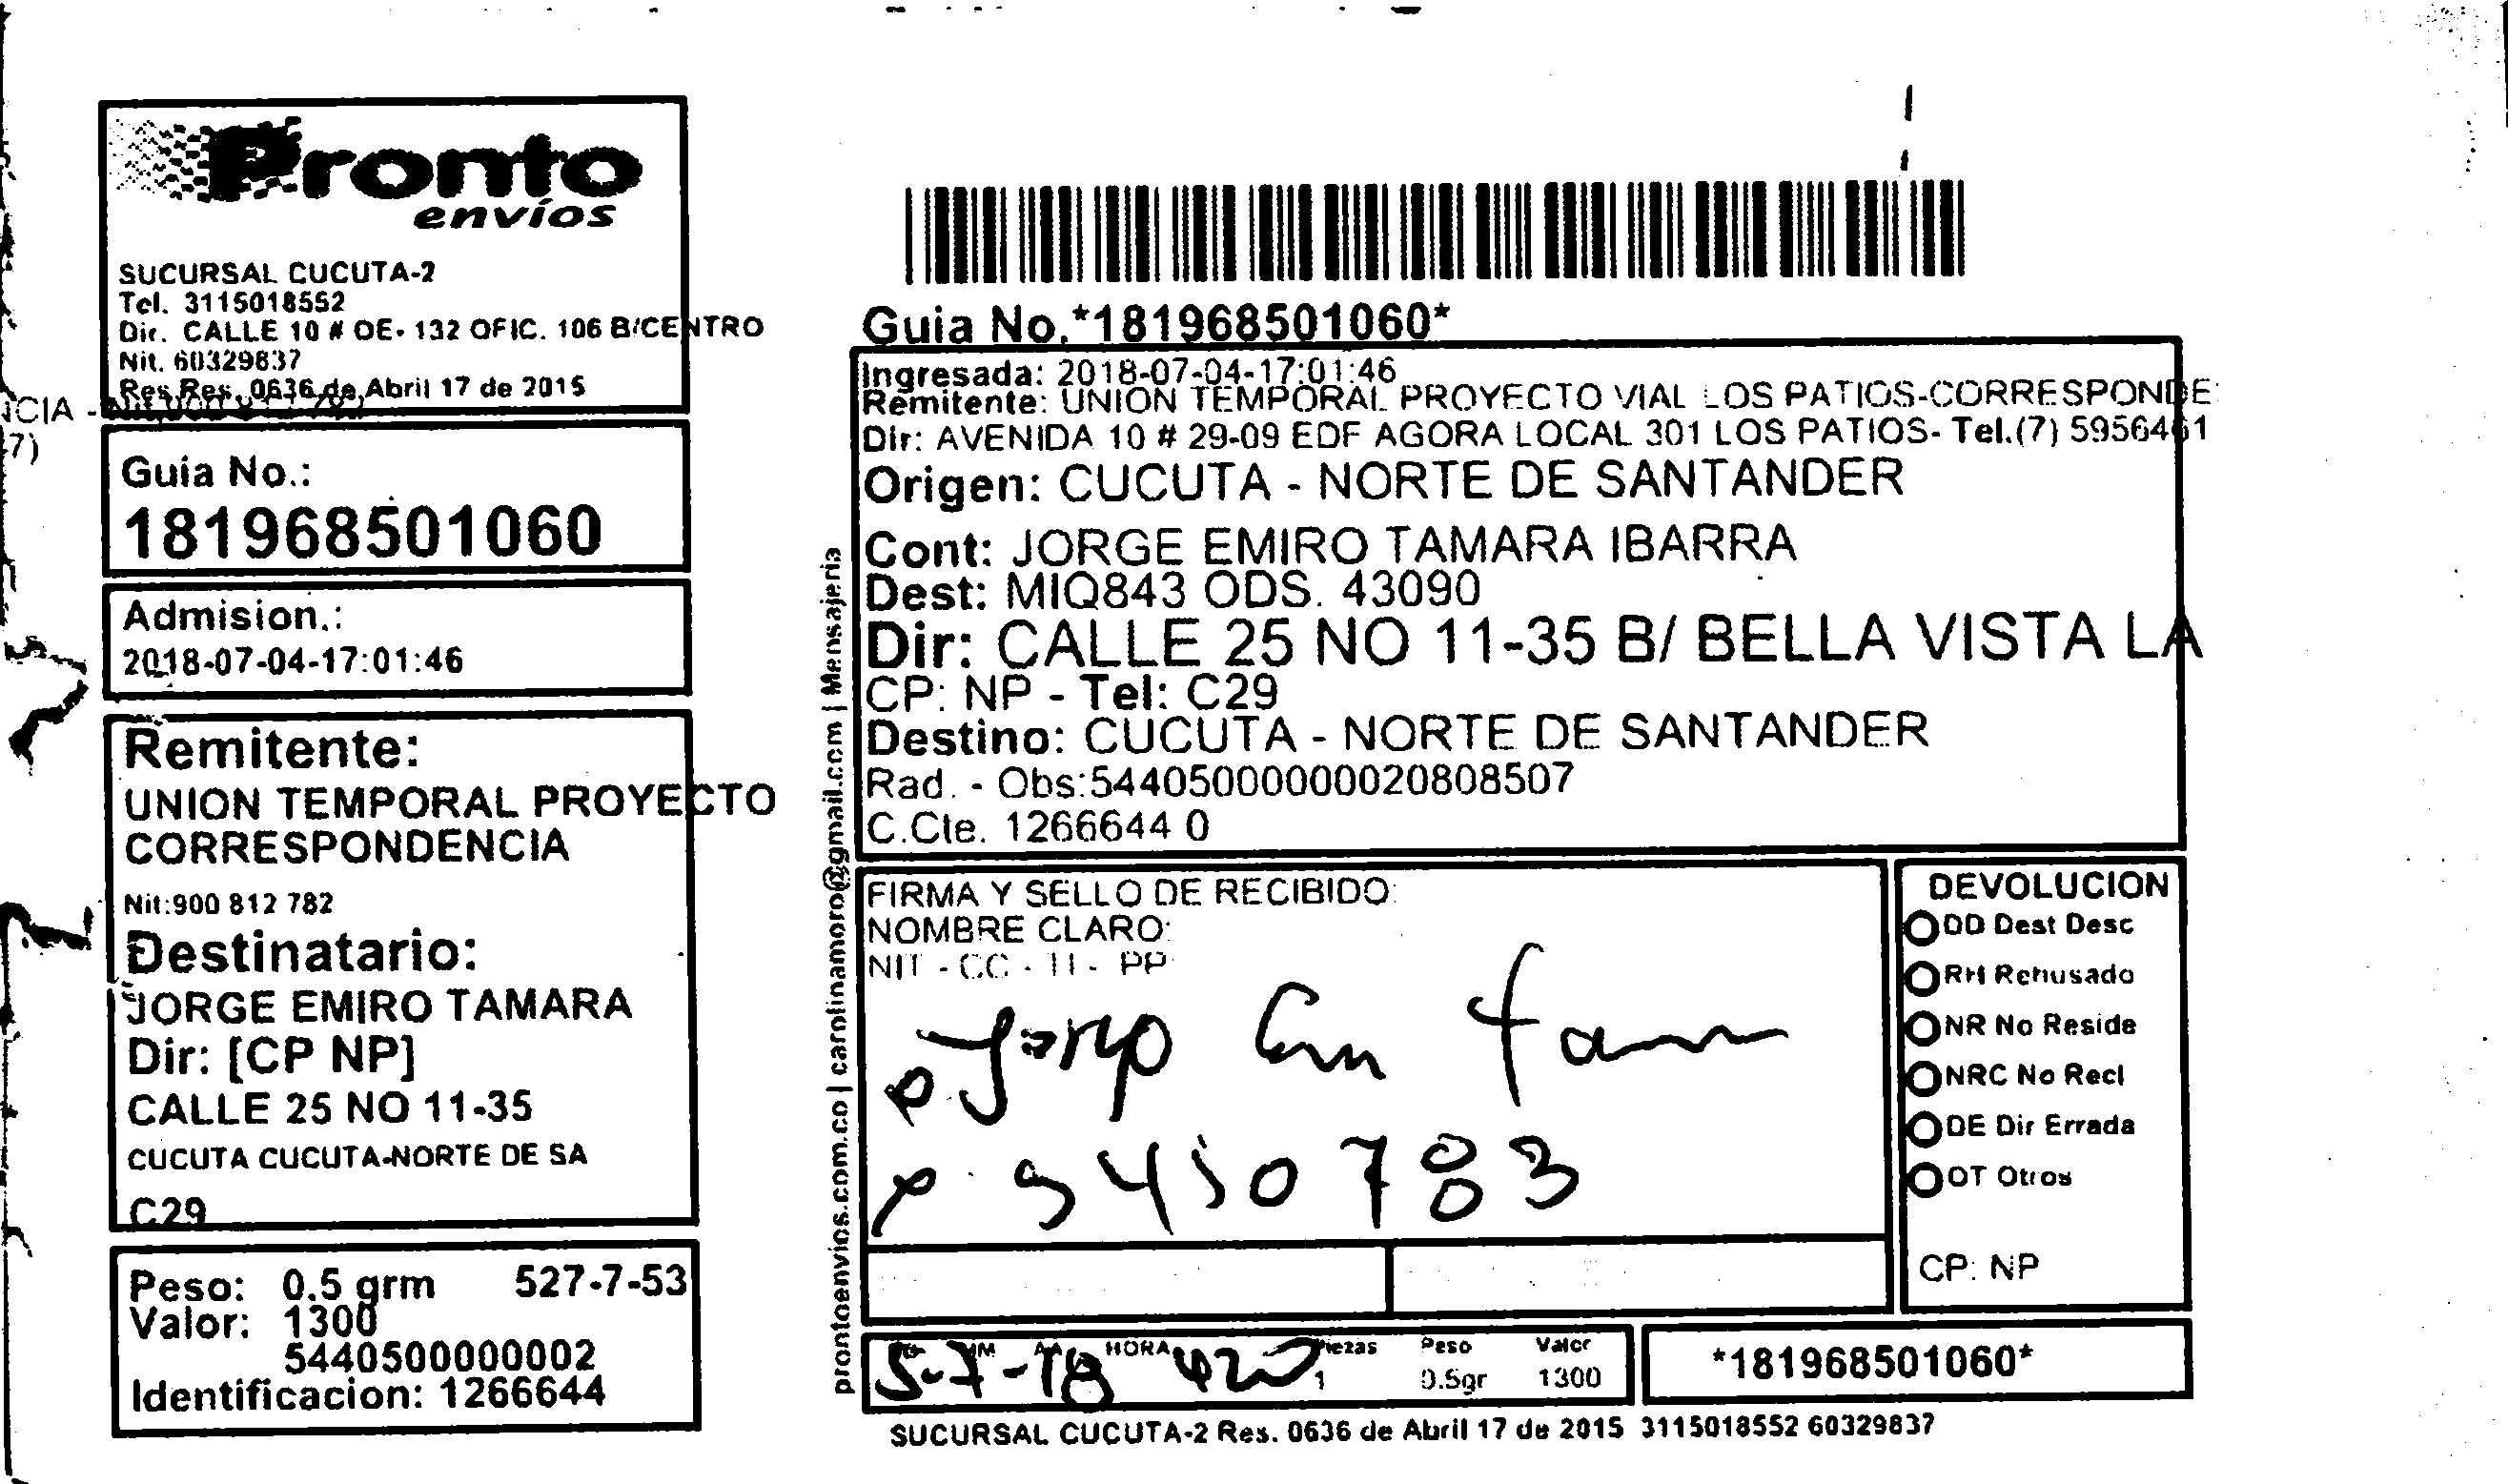 Pronto
envíos
SUCURSAL CUCUTA-2
Tel. 3115018552
Dir. CALLE 10 # OE- 132 OFIC. 106 B/CENTRO
Nit. 60329837
Res Res. 0636 de Abril 17 de 2015
Guia No.:
181968501060
Admision.:
2018-07-04-17:01:46
Remitente:
UNION TEMPORAL PROYECTO
CORRESPONDENCIA
Nit:900 812 782
Destinatario:
JORGE EMIRO TAMARA
Dir: [CP NP]
CALLE 25 NO 11-35
CUCUTA CUCUTA-NORTE DE SA
C29
Peso: 0.5 grm 527-7-53
Valor: 1300
5440500000002
Identificacion: 1266644
prontoenvios.com.co | carolinamoro@gmail.com | Mensajeria
Guia No.*181968501060*
Ingresada: 2018-07-04-17:01:46
Remitente: UNION TEMPORAL PROYECTO VIAL LOS PATIOS-CORRESPONDE
Dir: AVENIDA 10 # 29-09 EDF AGORA LOCAL 301 LOS PATIOS- Tel.(7) 5956461
Origen: CUCUTA - NORTE DE SANTANDER
Cont: JORGE EMIRO TAMARA IBARRA
Dest: MIQ843 ODS. 43090
Dir: CALLE 25 NO 11-35 B/ BELLA VISTA LA
CP: NP - Tel: C29
Destino: CUCUTA - NORTE DE SANTANDER
Rad. - Obs:54405000000020808507
C.Cte. 1266644 0
FIRMA Y SELLO DE RECIBIDO:
NOMBRE CLARO:
NIT - CC - TI - PP
DEVOLUCION
DD Dest Desc
RH Rehusado
NR No Reside
NRC No Recl
DE Dir Errada
OT Otros
CP: NP
MM AA HORA Piezas Peso Valor
5-7-18 420 1 0.5gr 1300
*181968501060*
SUCURSAL CUCUTA-2 Res. 0636 de Abril 17 de 2015 3115018552 60329837